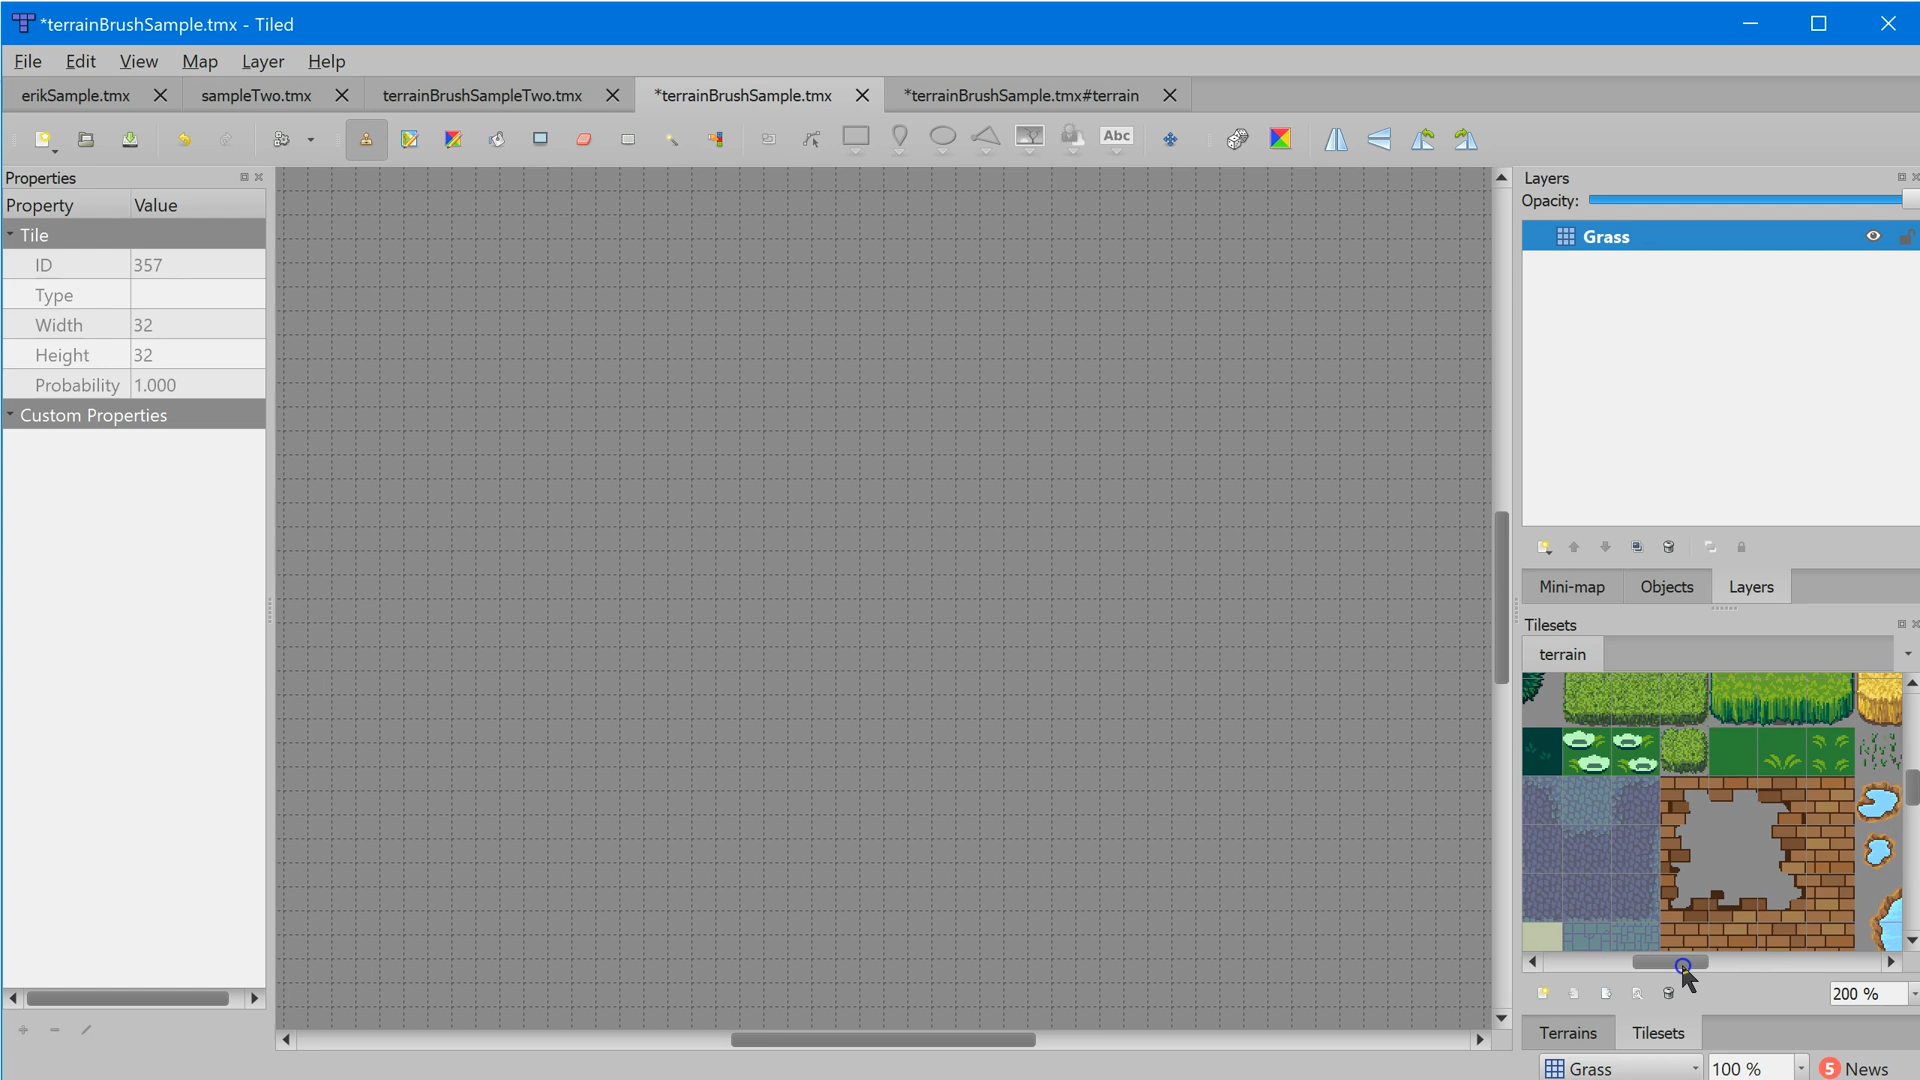 *terrainBrushSample.tmx - Tiled
File Edit View Map Layer Help
erikSample.tmx sampleTwo.tmx terrainBrushSampleTwo.tmx *terrainBrushSample.tmx *terrainBrushSample.tmx#terrain
Abc
Properties
Property Value
Tile
ID 357
Type
Width 32
Height 32
Probability 1.000
Custom Properties
Layers
Opacity:
Grass
Mini-map Objects Layers
Tilesets
terrain
200 %
Terrains Tilesets
Grass 100 % 5 News